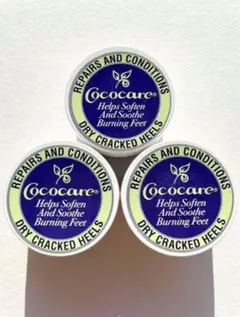 REPAIRS AND CONDITIONS
Cococare®
Helps Soften
And Soothe
Burning Feet
DRY CRACKED HEELS
REPAIRS AND CONDITIONS
Cococare®
Helps Soften
And Soothe
Burning Feet
DRY CRACKED HEELS
REPAIRS AND CONDITIONS
Cococare®
Helps Soften
And Soothe
Burning Feet
DRY CRACKED HEELS